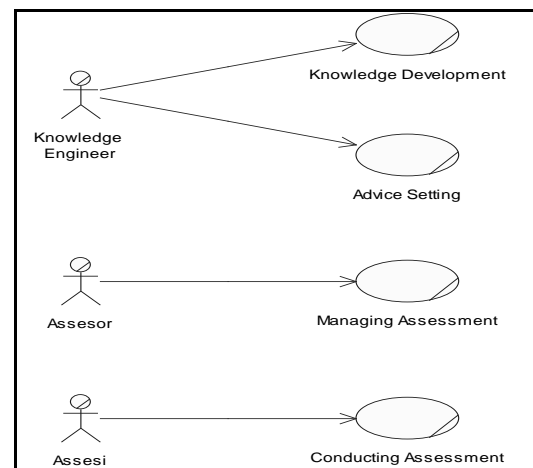 Knowledge Development
Knowledge
Engineer
Advice Setting
Assesor
Managing Assessment
Assesi
Conducting Assessment